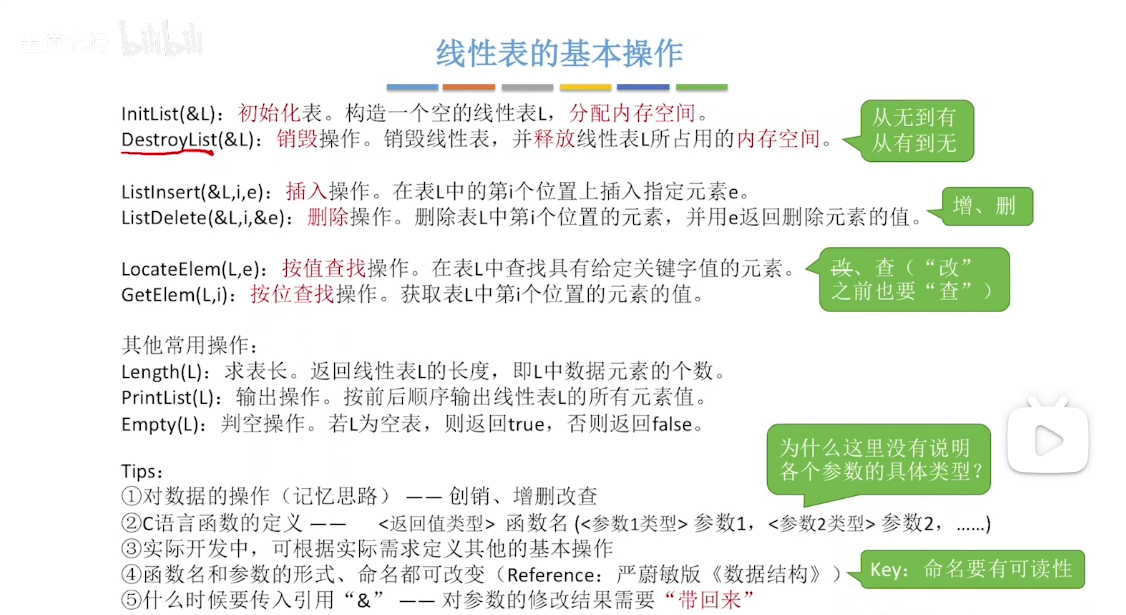 bilibili
线性表的基本操作
InitList(&L)：初始化表。构造一个空的线性表L，分配内存空间。
DestroyList(&L)：销毁操作。销毁线性表，并释放线性表L所占用的内存空间。
从无到有
从有到无
ListInsert(&L,i,e)：插入操作。在表L中的第i个位置上插入指定元素e。
ListDelete(&L,i,&e)：删除操作。删除表L中第i个位置的元素，并用e返回删除元素的值。
增、删
LocateElem(L,e)：按值查找操作。在表L中查找具有给定关键字值的元素。
GetElem(L,i)：按位查找操作。获取表L中第i个位置的元素的值。
改、查（“改”
之前也要“查”）
其他常用操作：
Length(L)：求表长。返回线性表L的长度，即L中数据元素的个数。
PrintList(L)：输出操作。按前后顺序输出线性表L的所有元素值。
Empty(L)：判空操作。若L为空表，则返回true，否则返回false。
为什么这里没有说明
各个参数的具体类型？
Tips：
①对数据的操作（记忆思路） —— 创销、增删改查
②C语言函数的定义 —— <返回值类型> 函数名 (<参数1类型> 参数1，<参数2类型> 参数2，……)
③实际开发中，可根据实际需求定义其他的基本操作
④函数名和参数的形式、命名都可改变（Reference：严蔚敏版《数据结构》）
Key：命名要有可读性
⑤什么时候要传入引用“&” —— 对参数的修改结果需要“带回来”